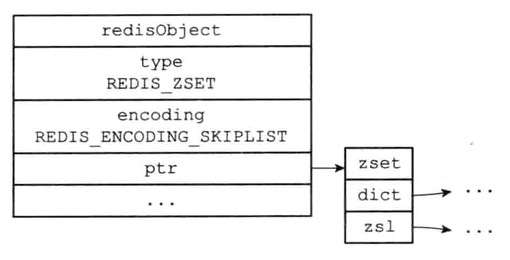 redisObject
type
REDIS_ZSET
encoding
REDIS_ENCODING_SKIPLIST
ptr
...
zset
dict
...
zsl
...